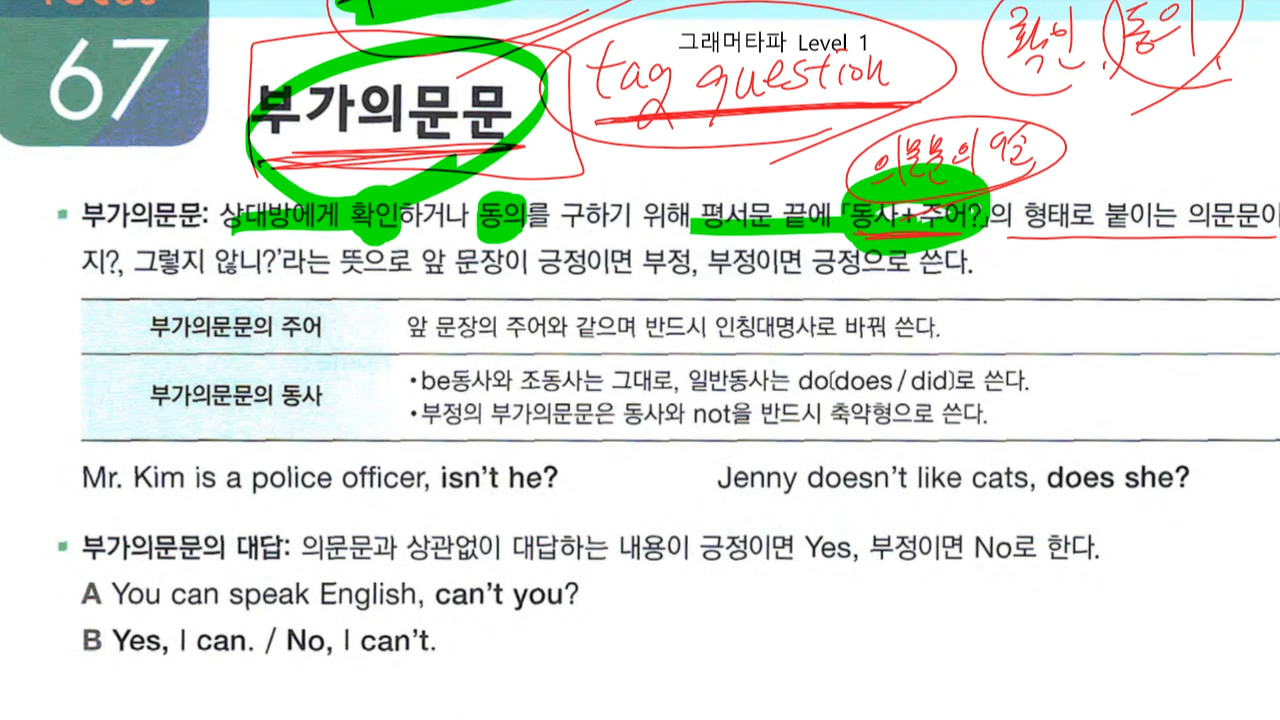 Focus
67
그래머타파 Level 1
부가의문문
tag question
확인, 동의
의문문의 어순
부가의문문: 상대방에게 확인하거나 동의를 구하기 위해 평서문 끝에 「동사+주어?」의 형태로 붙이는 의문문이
지?, 그렇지 않니?’라는 뜻으로 앞 문장이 긍정이면 부정, 부정이면 긍정으로 쓴다.
부가의문문의 주어 앞 문장의 주어와 같으며 반드시 인칭대명사로 바꿔 쓴다.
부가의문문의 동사 •be동사와 조동사는 그대로, 일반동사는 do(does / did)로 쓴다.
•부정의 부가의문문은 동사와 not을 반드시 축약형으로 쓴다.
Mr. Kim is a police officer, isn’t he? Jenny doesn’t like cats, does she?
부가의문문의 대답: 의문문과 상관없이 대답하는 내용이 긍정이면 Yes, 부정이면 No로 한다.
A You can speak English, can’t you?
B Yes, I can. / No, I can’t.